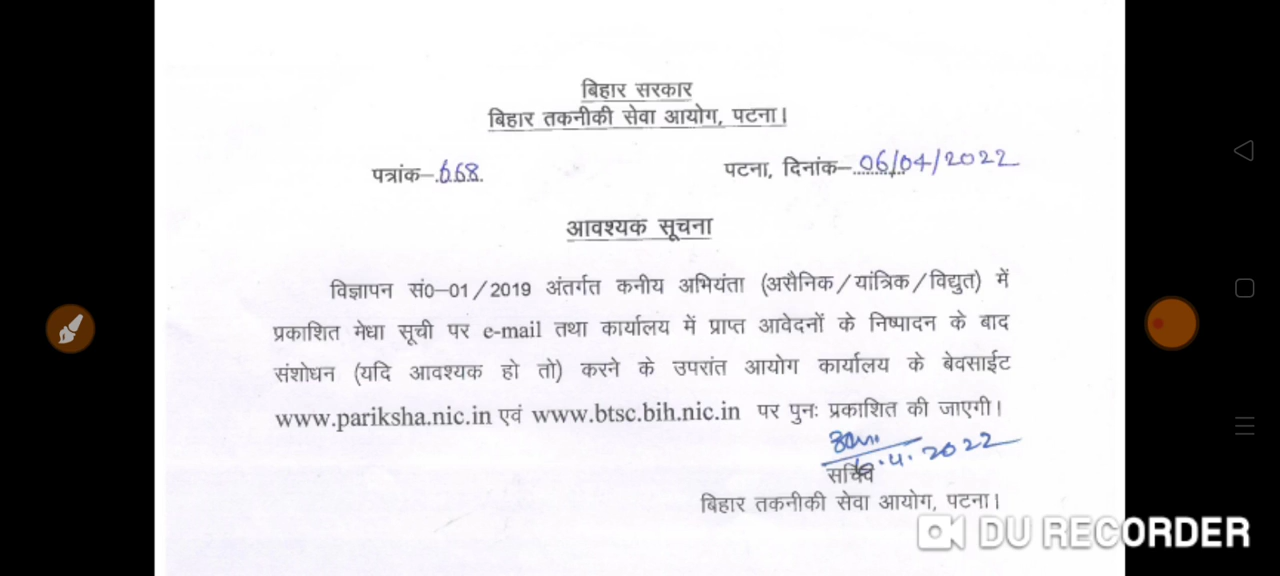 बिहार सरकार
बिहार तकनीकी सेवा आयोग, पटना।
पत्रांक–.668. पटना, दिनांक–06/04/2022
आवश्यक सूचना
विज्ञापन सं0–01/2019 अंतर्गत कनीय अभियंता (असैनिक/यांत्रिक/विद्युत) में
प्रकाशित मेधा सूची पर e-mail तथा कार्यालय में प्राप्त आवेदनों के निष्पादन के बाद
संशोधन (यदि आवश्यक हो तो) करने के उपरांत आयोग कार्यालय के बेवसाईट
www.pariksha.nic.in एवं www.btsc.bih.nic.in पर पुनः प्रकाशित की जाएगी।
4.2022
सचिव
बिहार तकनीकी सेवा आयोग, पटना।
DU RECORDER